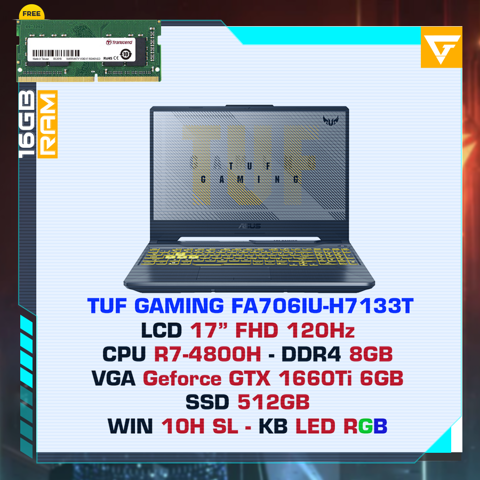 FREE
Transcend
16GB
RAM
TUF
GAMING
TUF GAMING FA706IU-H7133T
LCD 17” FHD 120Hz
CPU R7-4800H - DDR4 8GB
VGA Geforce GTX 1660Ti 6GB
SSD 512GB
WIN 10H SL - KB LED RGB